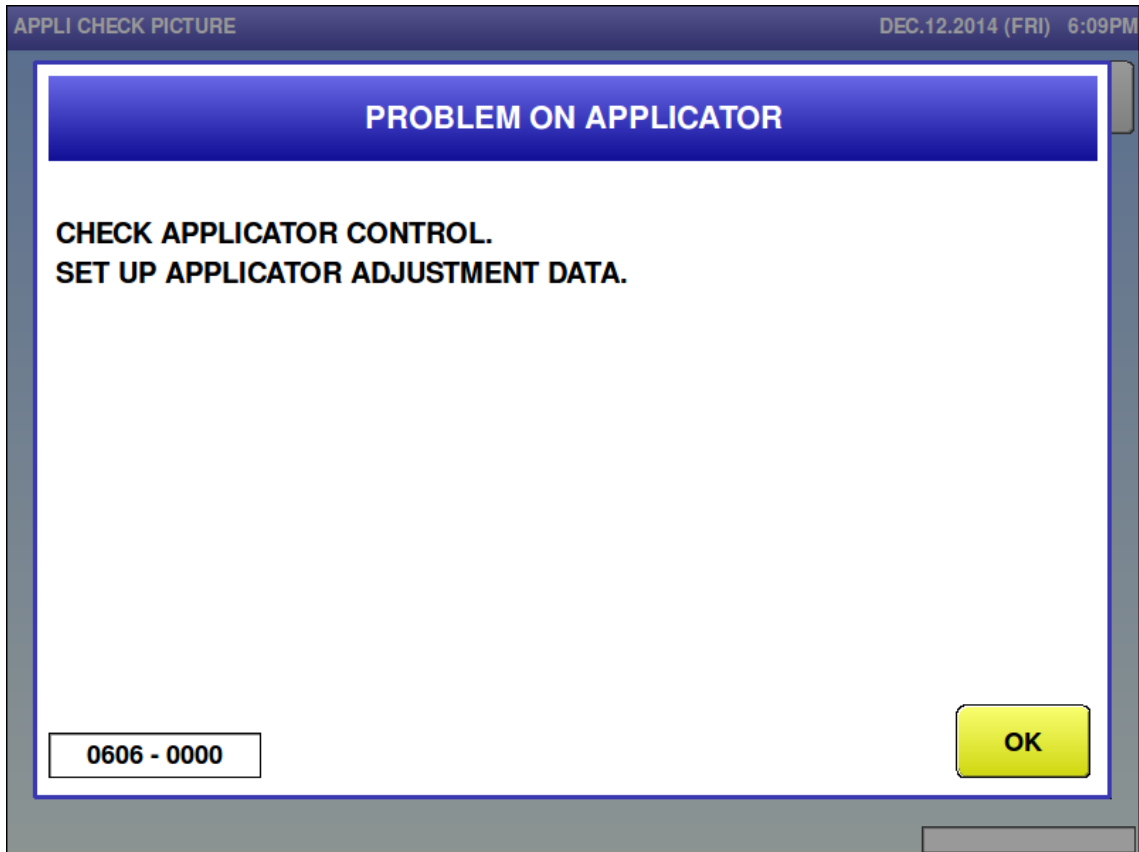 APPLI CHECK PICTURE DEC.12.2014 (FRI) 6:09PM
PROBLEM ON APPLICATOR
CHECK APPLICATOR CONTROL.
SET UP APPLICATOR ADJUSTMENT DATA.
0606 - 0000
OK